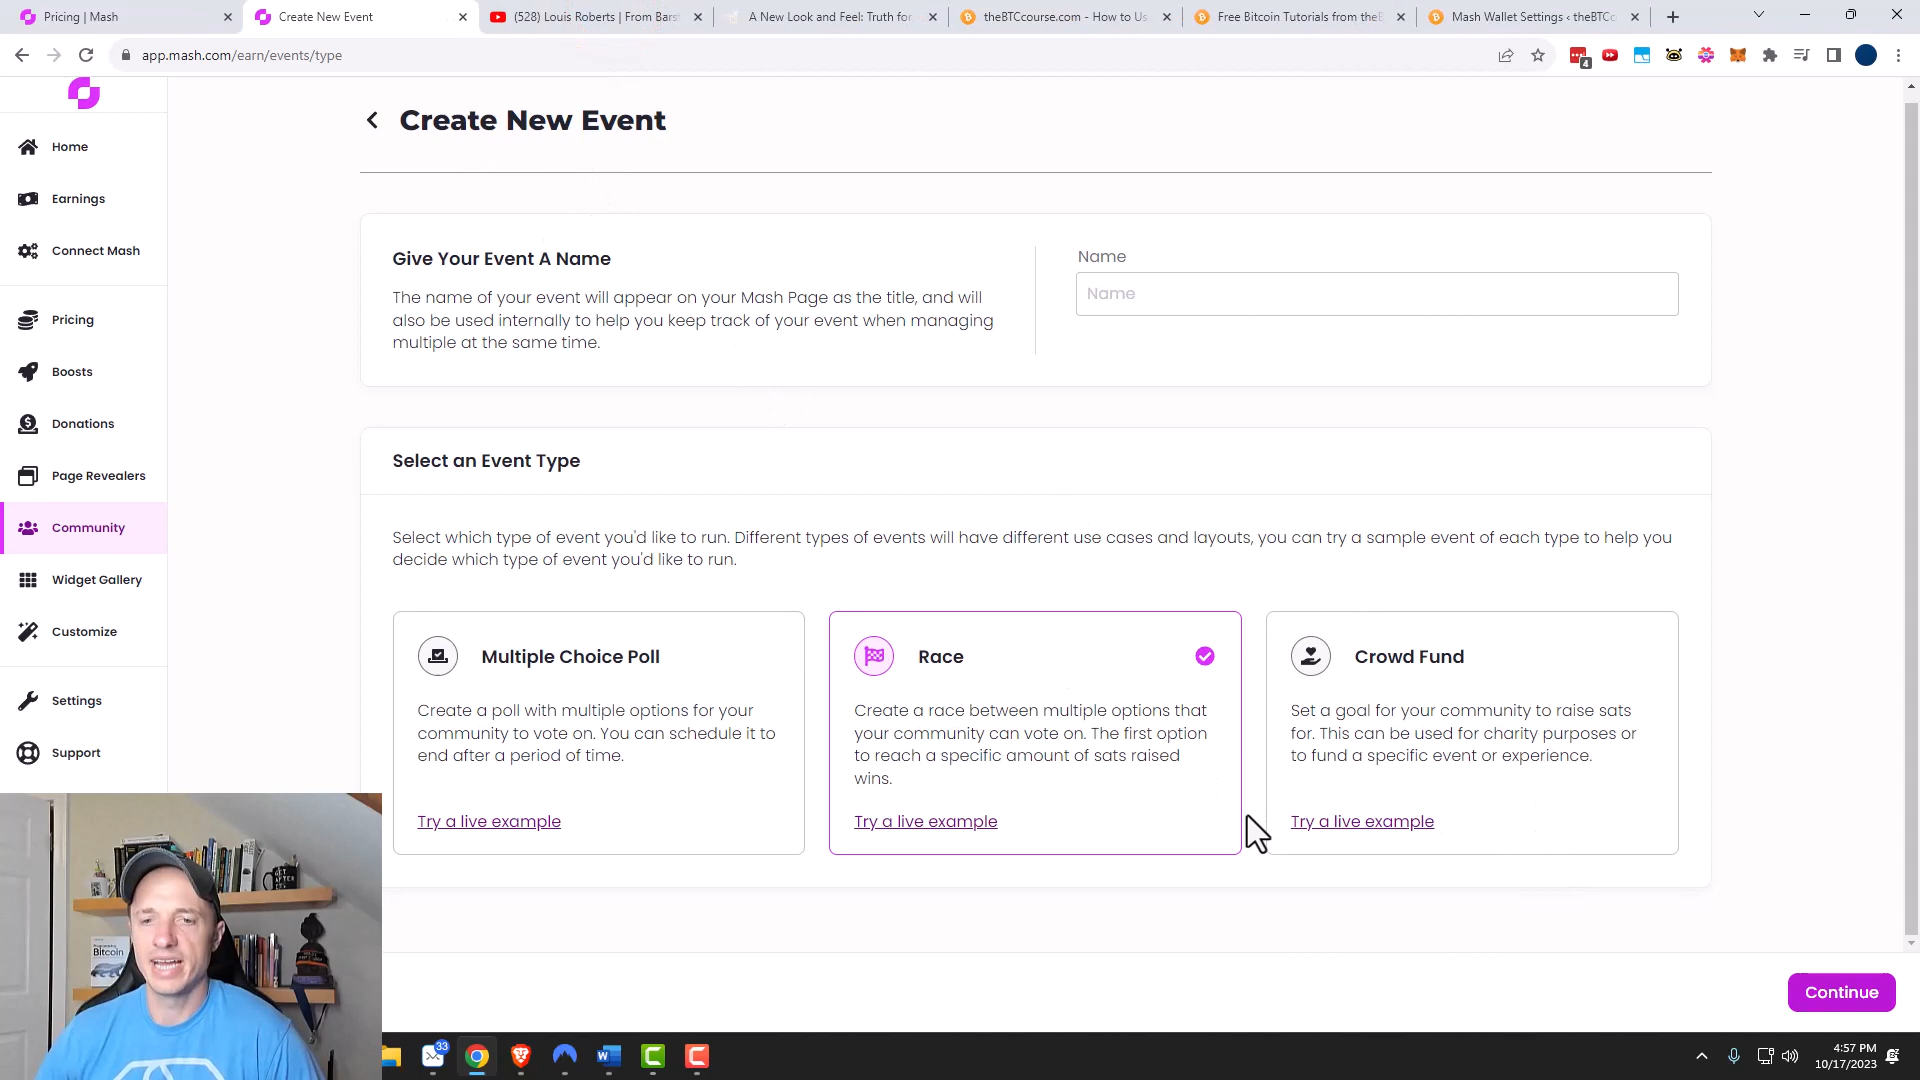 Pricing | Mash
Create New Event
(528) Louis Roberts | From Barst
A New Look and Feel: Truth for
theBTCcourse.com - How to Us
Free Bitcoin Tutorials from theB
Mash Wallet Settings ‹ theBTCc
app.mash.com/earn/events/type
4
Home
Earnings
Connect Mash
Pricing
Boosts
Donations
Page Revealers
Community
Widget Gallery
Customize
Settings
Support
Create New Event
Give Your Event A Name
The name of your event will appear on your Mash Page as the title, and will
also be used internally to help you keep track of your event when managing
multiple at the same time.
Name
Name
Select an Event Type
Select which type of event you'd like to run. Different types of events will have different use cases and layouts, you can try a sample event of each type to help you
decide which type of event you'd like to run.
Multiple Choice Poll
Create a poll with multiple options for your
community to vote on. You can schedule it to
end after a period of time.
Try a live example
Race
Create a race between multiple options that
your community can vote on. The first option
to reach a specific amount of sats raised
wins.
Try a live example
Crowd Fund
Set a goal for your community to raise sats
for. This can be used for charity purposes or
to fund a specific event or experience.
Try a live example
Continue
GET
AFTER
IT
Bitcoin
33
4:57 PM
10/17/2023